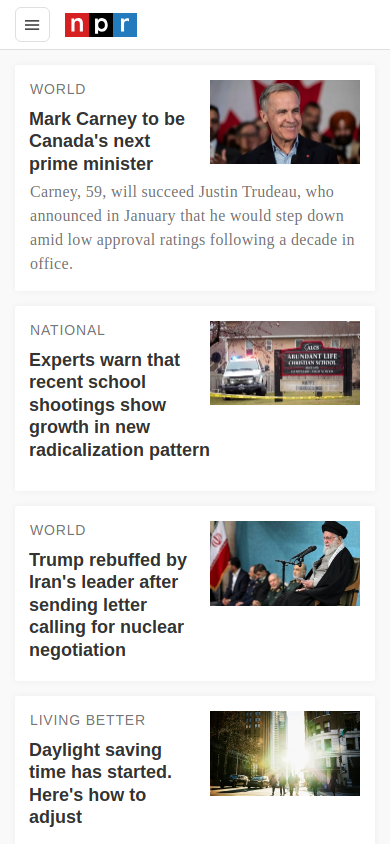 npr
WORLD
Mark Carney to be
Canada's next
prime minister
Carney, 59, will succeed Justin Trudeau, who
announced in January that he would step down
amid low approval ratings following a decade in
office.
NATIONAL
Experts warn that
recent school
shootings show
growth in new
radicalization pattern
ALCS
ABUNDANT LIFE
CHRISTIAN SCHOOL
WORLD
Trump rebuffed by
Iran's leader after
sending letter
calling for nuclear
negotiation
LIVING BETTER
Daylight saving
time has started.
Here's how to
adjust